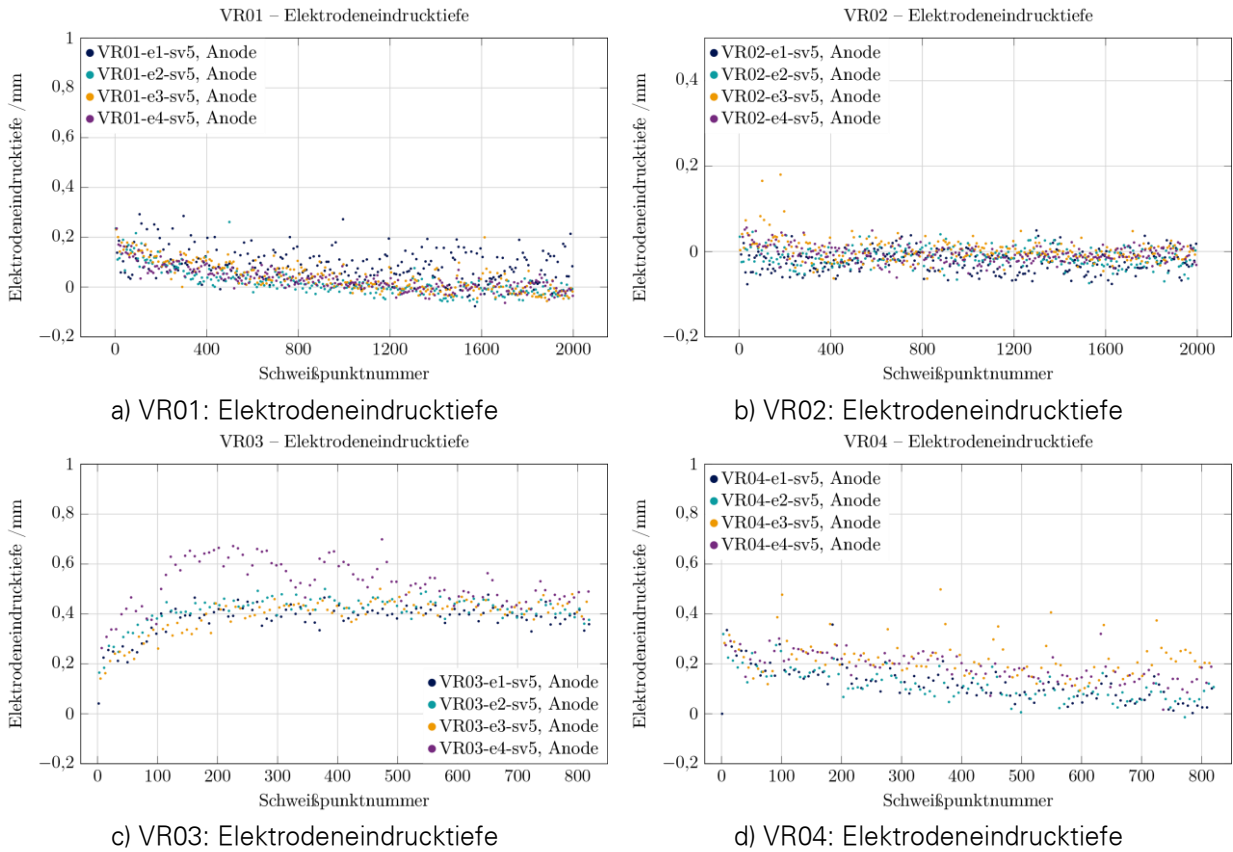 VR01 – Elektrodeneindrucktiefe
1
0,8
0,6
0,4
0,2
0
−0,2
Elektrodeneindrucktiefe /mm
VR01-e1-sv5, Anode
VR01-e2-sv5, Anode
VR01-e3-sv5, Anode
VR01-e4-sv5, Anode
0 400 800 1200 1600 2000
Schweißpunktnummer
a) VR01: Elektrodeneindrucktiefe
VR02 – Elektrodeneindrucktiefe
0,4
0,2
0
−0,2
Elektrodeneindrucktiefe /mm
VR02-e1-sv5, Anode
VR02-e2-sv5, Anode
VR02-e3-sv5, Anode
VR02-e4-sv5, Anode
0 400 800 1200 1600 2000
Schweißpunktnummer
b) VR02: Elektrodeneindrucktiefe
VR03 – Elektrodeneindrucktiefe
1
0,8
0,6
0,4
0,2
0
−0,2
Elektrodeneindrucktiefe /mm
VR03-e1-sv5, Anode
VR03-e2-sv5, Anode
VR03-e3-sv5, Anode
VR03-e4-sv5, Anode
0 100 200 300 400 500 600 700 800
Schweißpunktnummer
c) VR03: Elektrodeneindrucktiefe
VR04 – Elektrodeneindrucktiefe
1
0,8
0,6
0,4
0,2
0
−0,2
Elektrodeneindrucktiefe /mm
VR04-e1-sv5, Anode
VR04-e2-sv5, Anode
VR04-e3-sv5, Anode
VR04-e4-sv5, Anode
0 100 200 300 400 500 600 700 800
Schweißpunktnummer
d) VR04: Elektrodeneindrucktiefe